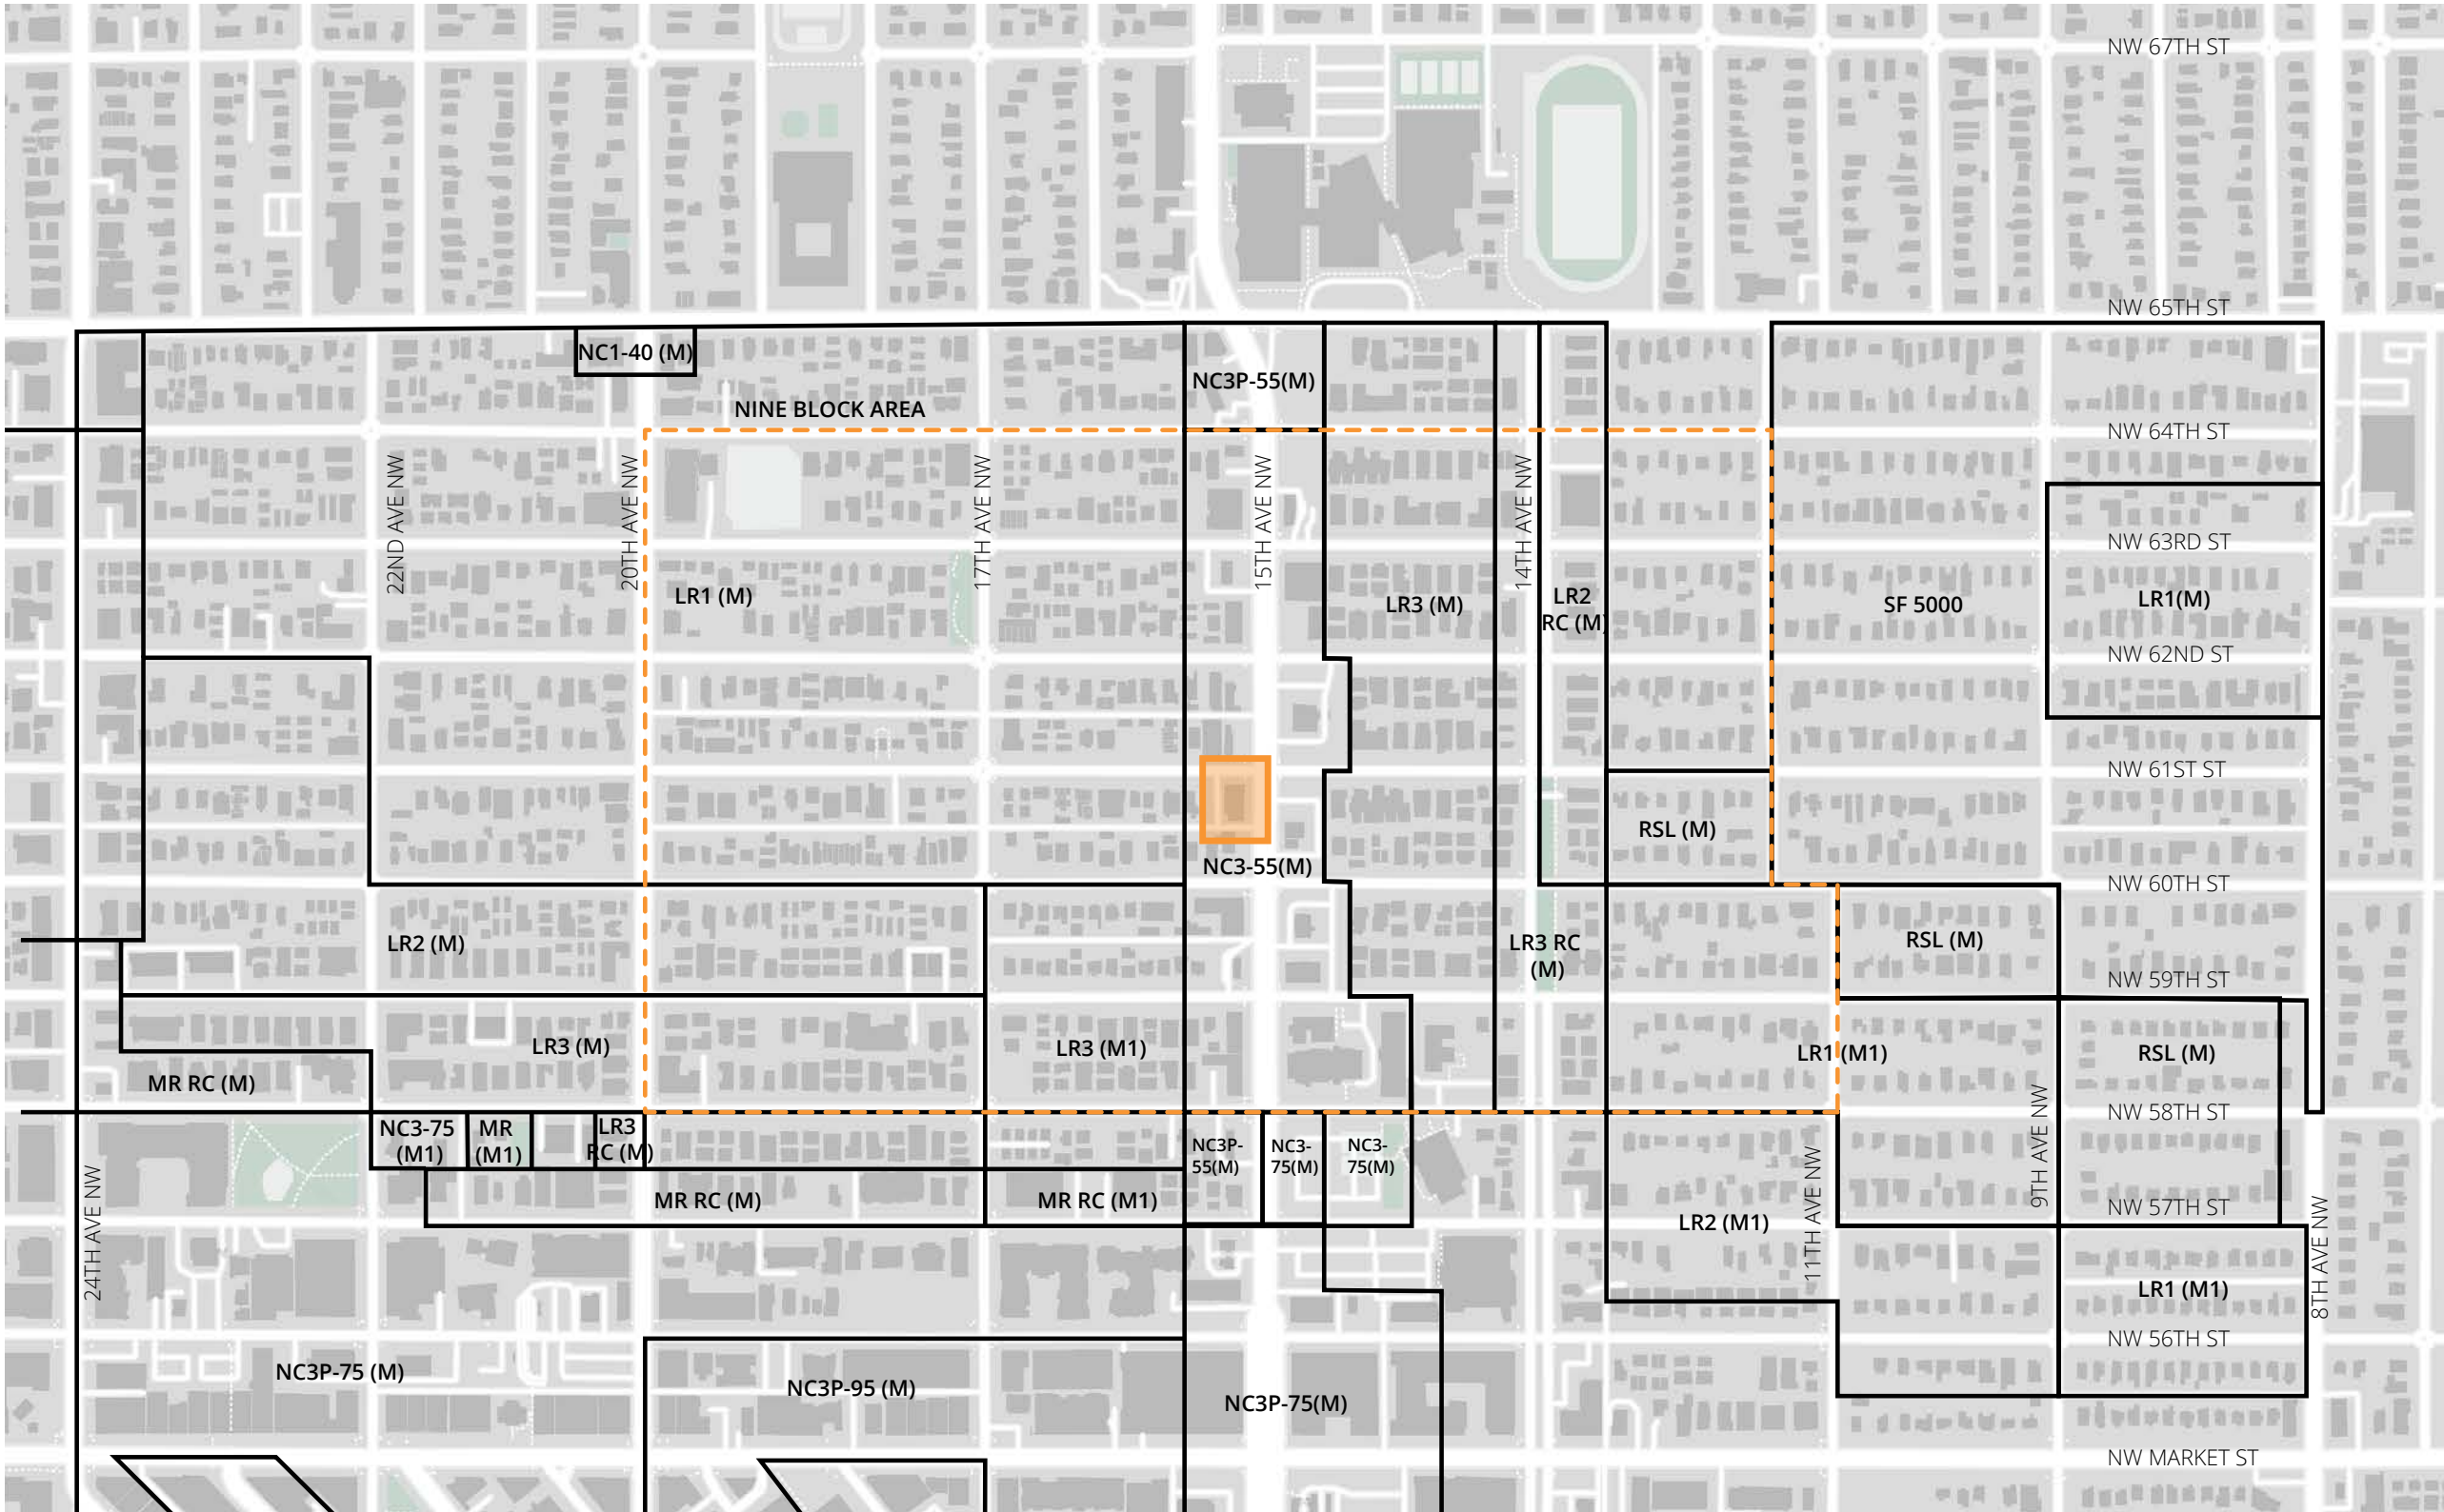 NW 67TH ST
NW 65TH ST
NC1-40 (M)
NC3P-55(M)
NINE BLOCK AREA
NW 64TH ST
22ND AVE NW
20TH AVE NW
17TH AVE NW
15TH AVE NW
14TH AVE NW
NW 63RD ST
LR1 (M)
LR3 (M)
LR2
RC (M)
SF 5000
LR1(M)
NW 62ND ST
NW 61ST ST
RSL (M)
NC3-55(M)
NW 60TH ST
LR2 (M)
LR3 RC
(M)
RSL (M)
NW 59TH ST
LR3 (M)
LR3 (M1)
LR1 (M1)
RSL (M)
MR RC (M)
NW 58TH ST
NC3-75
(M1)
MR
(M1)
LR3
RC (M)
NC3P-
55(M)
NC3-
75(M)
NC3-
75(M)
9TH AVE NW
24TH AVE NW
MR RC (M)
MR RC (M1)
LR2 (M1)
11TH AVE NW
NW 57TH ST
8TH AVE NW
LR1 (M1)
NW 56TH ST
NC3P-75 (M)
NC3P-95 (M)
NC3P-75(M)
NW MARKET ST